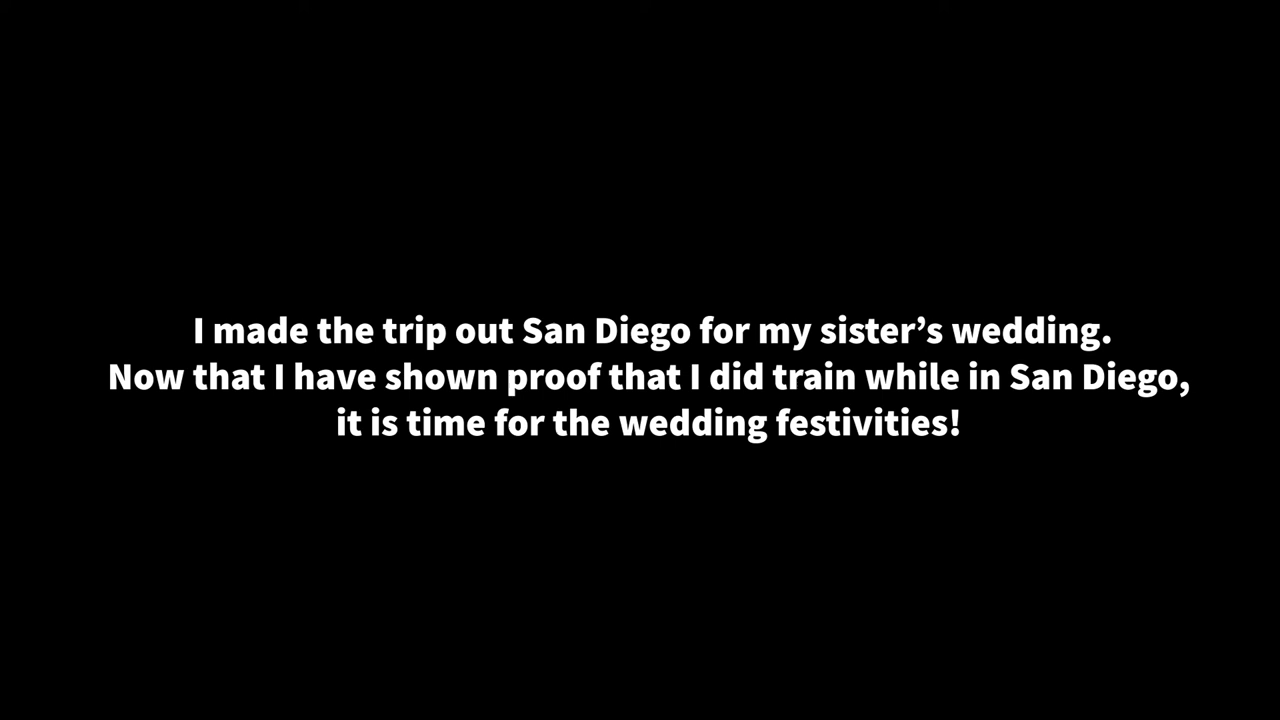 I made the trip out San Diego for my sister’s wedding.
Now that I have shown proof that I did train while in San Diego,
it is time for the wedding festivities!